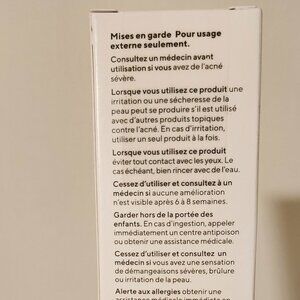 Mises en garde Pour usage
externe seulement.
Consultez un médecin avant
utilisation si vous avez de l'acné
sévère.
Lorsque vous utilisez ce produit une
irritation ou une sécheresse de la
peau peut se produire s'il est utilisé
avec d'autres produits topiques
contre l'acné. En cas d'irritation,
utiliser un seul produit à la fois.
Lorsque vous utilisez ce produit
éviter tout contact avec les yeux. Le
cas échéant, bien rincer avec de l'eau.
Cessez d'utiliser et consultez à un
médecin si aucune amélioration
n'est visible après 6 à 8 semaines.
Garder hors de la portée des
enfants. En cas d'ingestion, appeler
immédiatement un centre antipoison
ou obtenir une assistance médicale.
Cessez d'utiliser et consultez un
médecin si vous avez une sensation
de démangeaisons sévères, brûlure
ou irritation de la peau.
Alerte aux allergies obtenir une
assistance médicale immédiate en